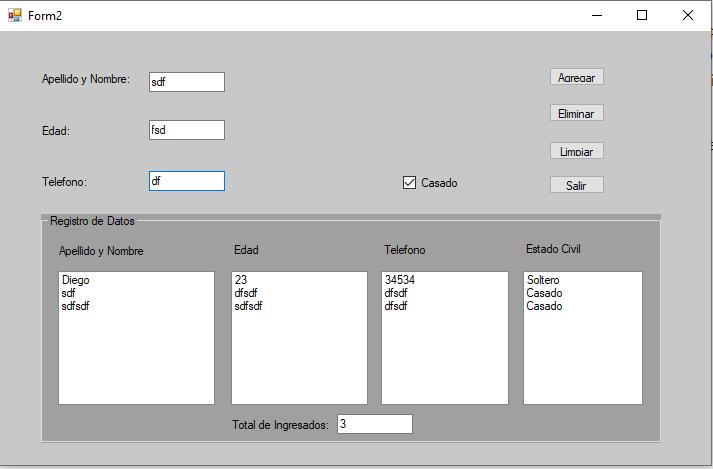 Form2
Apellido y Nombre: sdf Agregar
Eliminar
Edad: fsd
Limpiar
Telefono: df Casado Salir
Registro de Datos
Apellido y Nombre Edad Telefono Estado Civil
Diego 23 34534 Soltero
sdf dfsdf dfsdf Casado
sdfsdf sdfsdf dfsdf Casado
Total de Ingresados: 3